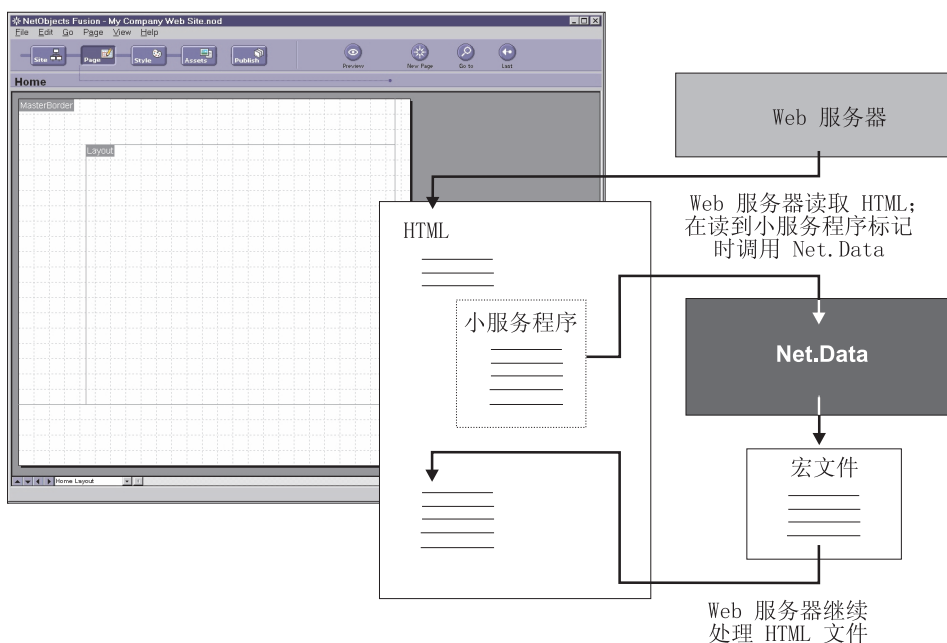 NetObjects Fusion - My Company Web Site.nod
File Edit Go Page View Help
Site Page Style Assets Publish Preview New Page Go to Last
Home
MasterBorder
Layout
Home Layout
Web 服务器
Web 服务器读取 HTML;
在读到小服务程序标记
时调用 Net.Data
HTML
小服务程序
Net.Data
宏文件
Web 服务器继续
处理 HTML 文件